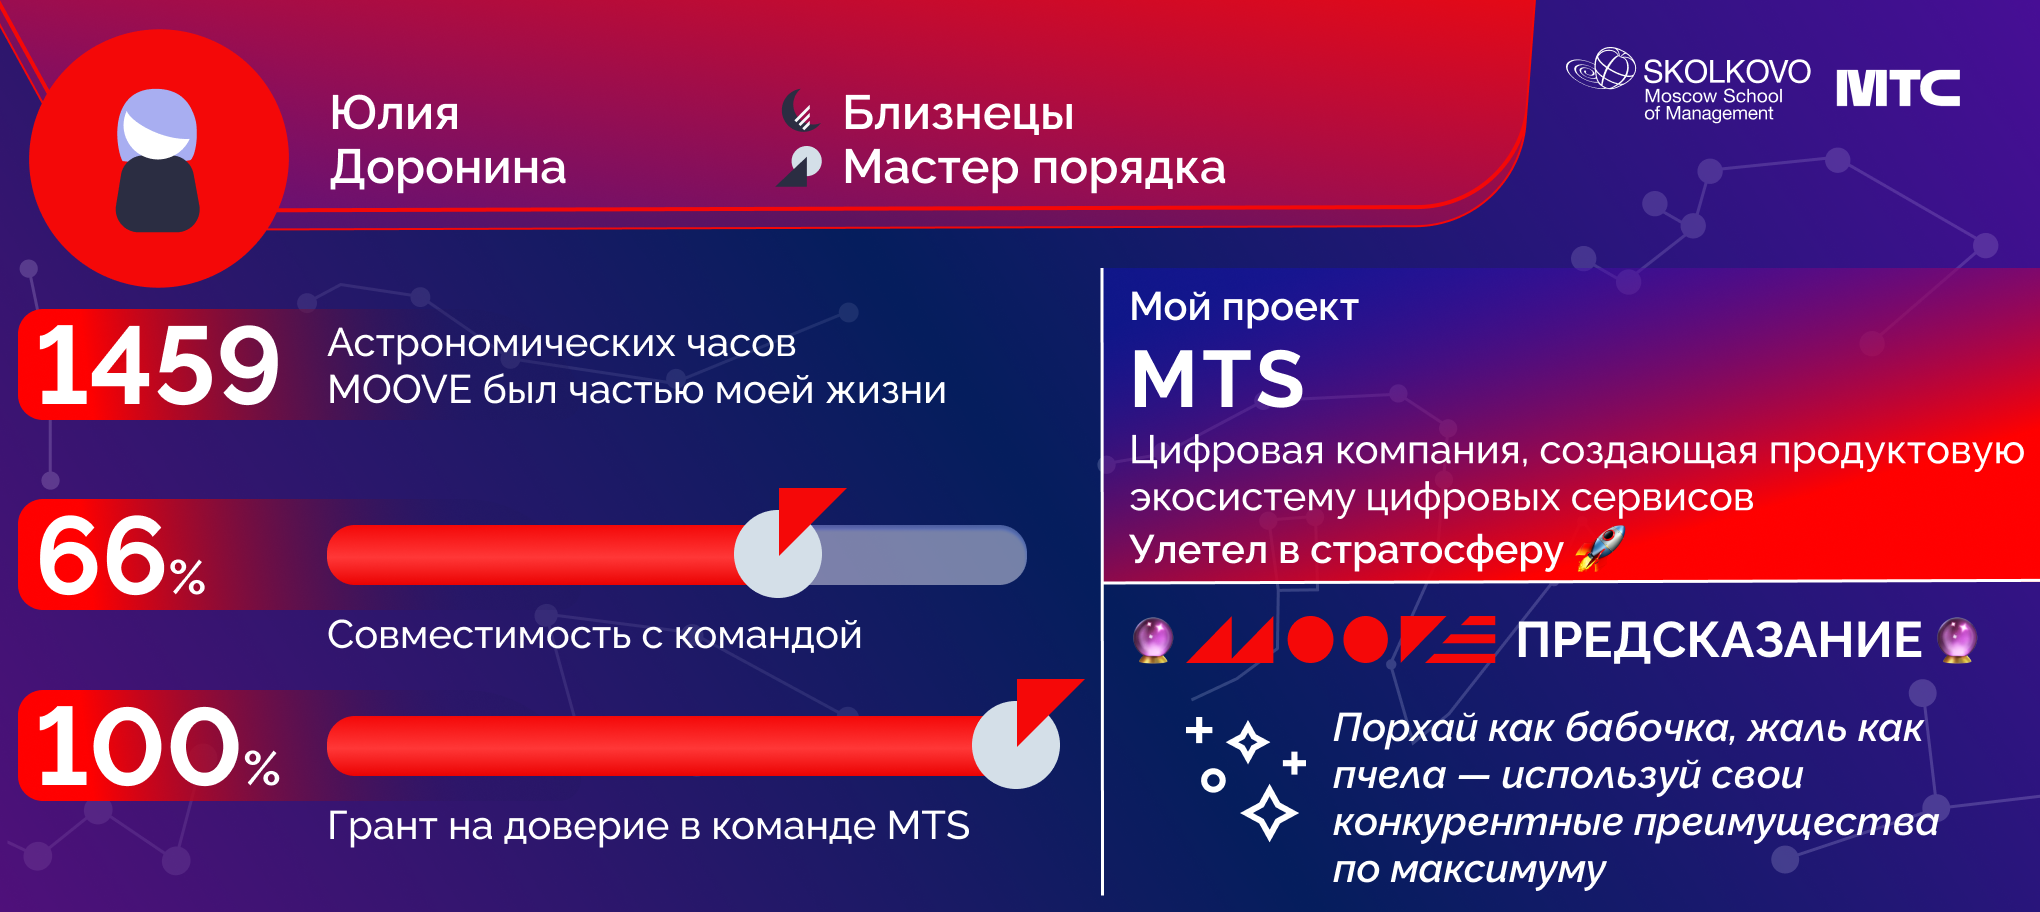 Юлия
Доронина
Близнецы
Мастер порядка
SKOLKOVO
Moscow School
of Management
МТС
1459
Астрономических часов
MOOVE был частью моей жизни
66%
Совместимость с командой
100%
Грант на доверие в команде MTS
Мой проект
MTS
Цифровая компания, создающая продуктовую
экосистему цифровых сервисов
Улетел в стратосферу 🚀
🔮 MOOVE ПРЕДСКАЗАНИЕ 🔮
Порхай как бабочка, жаль как
пчела — используй свои
конкурентные преимущества
по максимуму